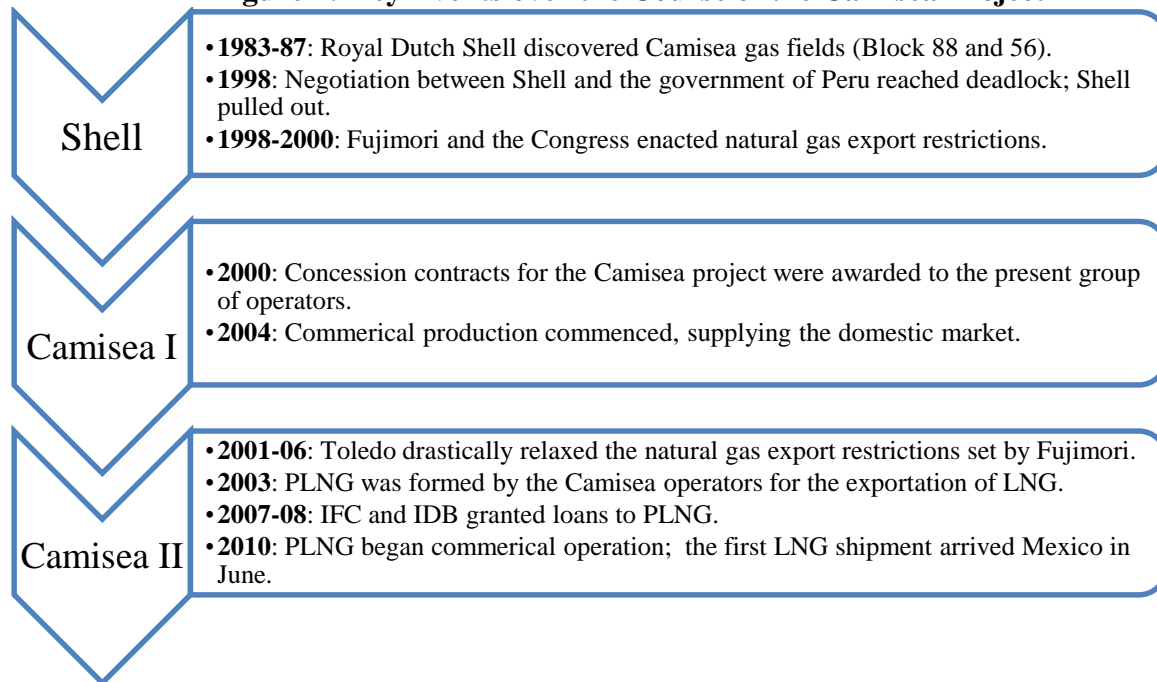 Shell
•1983-87: Royal Dutch Shell discovered Camisea gas fields (Block 88 and 56).
•1998: Negotiation between Shell and the government of Peru reached deadlock; Shell
pulled out.
•1998-2000: Fujimori and the Congress enacted natural gas export restrictions.
Camisea I
•2000: Concession contracts for the Camisea project were awarded to the present group
of operators.
•2004: Commerical production commenced, supplying the domestic market.
Camisea II
•2001-06: Toledo drastically relaxed the natural gas export restrictions set by Fujimori.
•2003: PLNG was formed by the Camisea operators for the exportation of LNG.
•2007-08: IFC and IDB granted loans to PLNG.
•2010: PLNG began commerical operation;  the first LNG shipment arrived Mexico in
June.